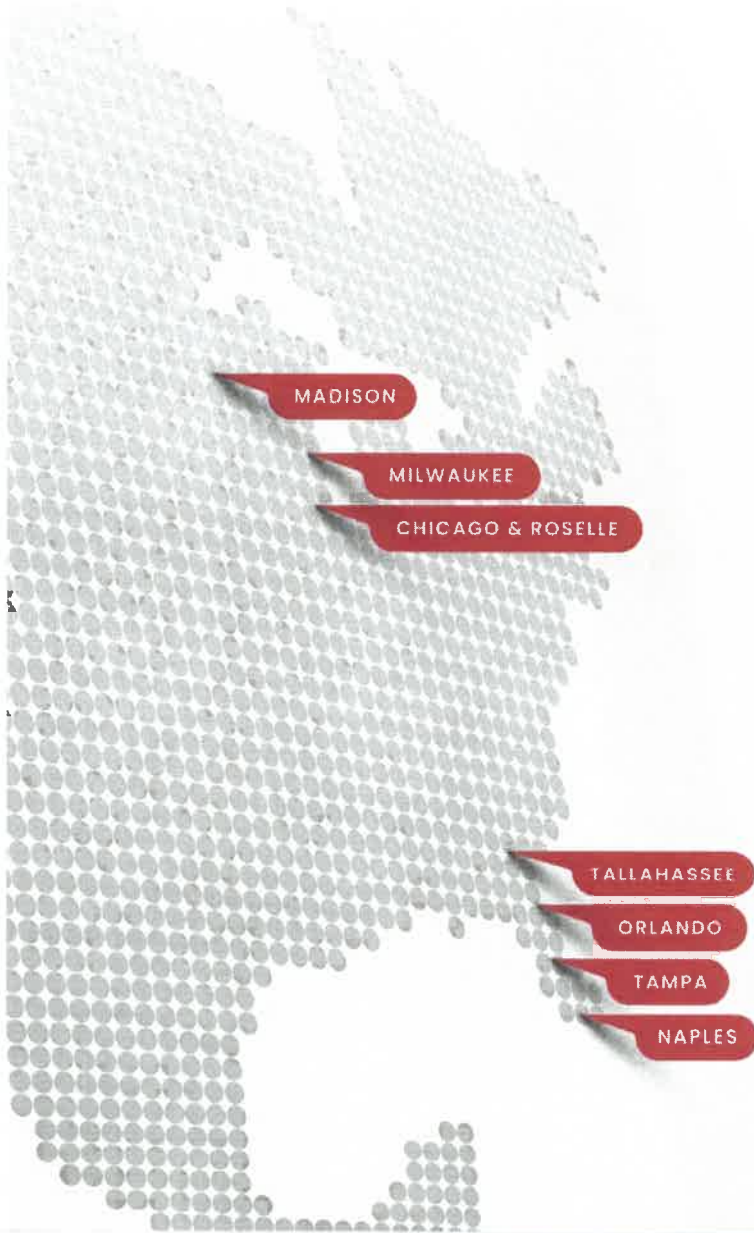 MADISON
MILWAUKEE
CHICAGO & ROSELLE
TALLAHASSEE
ORLANDO
TAMPA
NAPLES